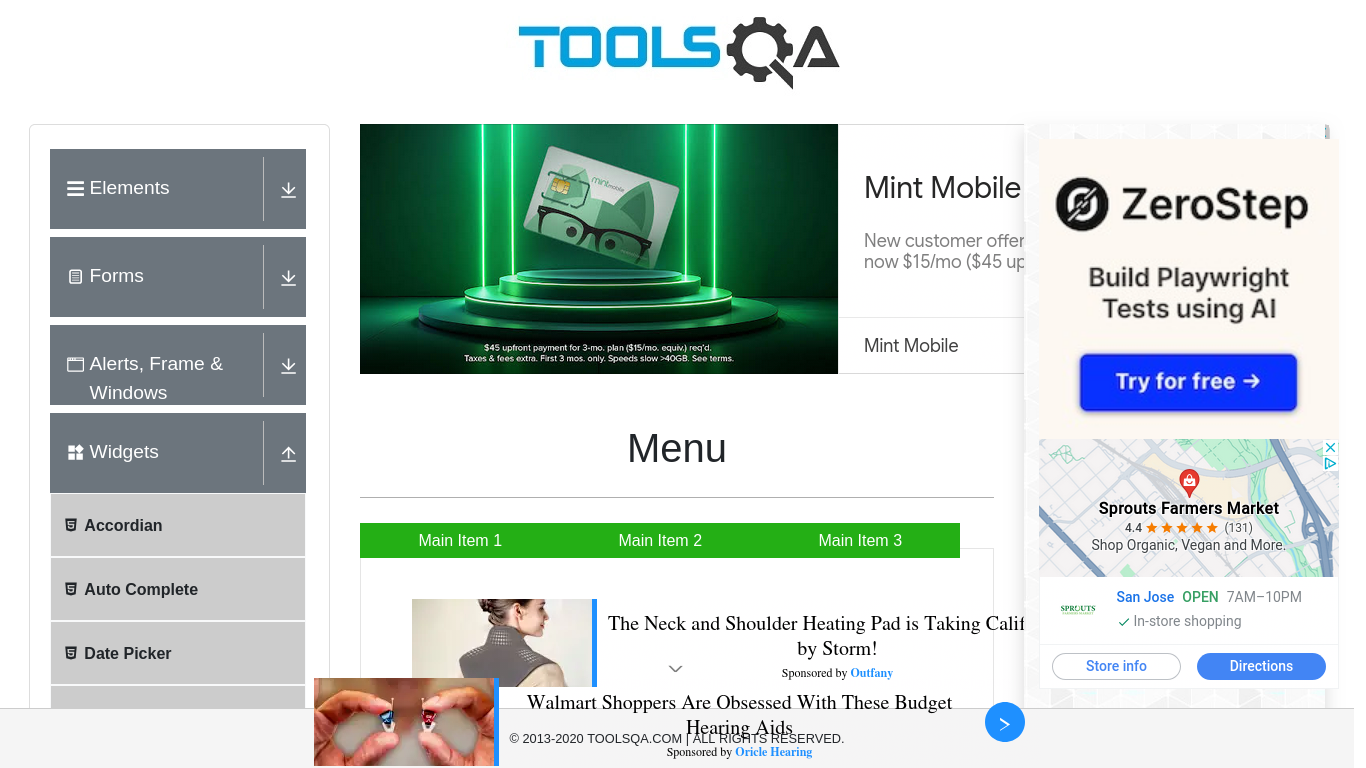 TOOLSQA
Elements
Forms
Alerts, Frame &
Windows
Widgets
Accordian
Auto Complete
Date Picker
mint mobile
$45 upfront payment for 3-mo. plan ($15/mo. equiv.) req'd.
Taxes & fees extra. First 3 mos. only. Speeds slow >40GB. See terms.
Mint Mobile
New customer offer
now $15/mo ($45 up
Mint Mobile
Menu
Main Item 1
Main Item 2
Main Item 3
The Neck and Shoulder Heating Pad is Taking Calif
by Storm!
Sponsored by Outfany
Walmart Shoppers Are Obsessed With These Budget
Hearing Aids
Sponsored by Oricle Hearing
© 2013-2020 TOOLSQA.COM | ALL RIGHTS RESERVED.
ZeroStep
Build Playwright
Tests using AI
Try for free →
Sprouts Farmers Market
4.4 ★★★★★ (131)
Shop Organic, Vegan and More.
SPROUTS
San Jose OPEN 7AM–10PM
In-store shopping
Store info
Directions